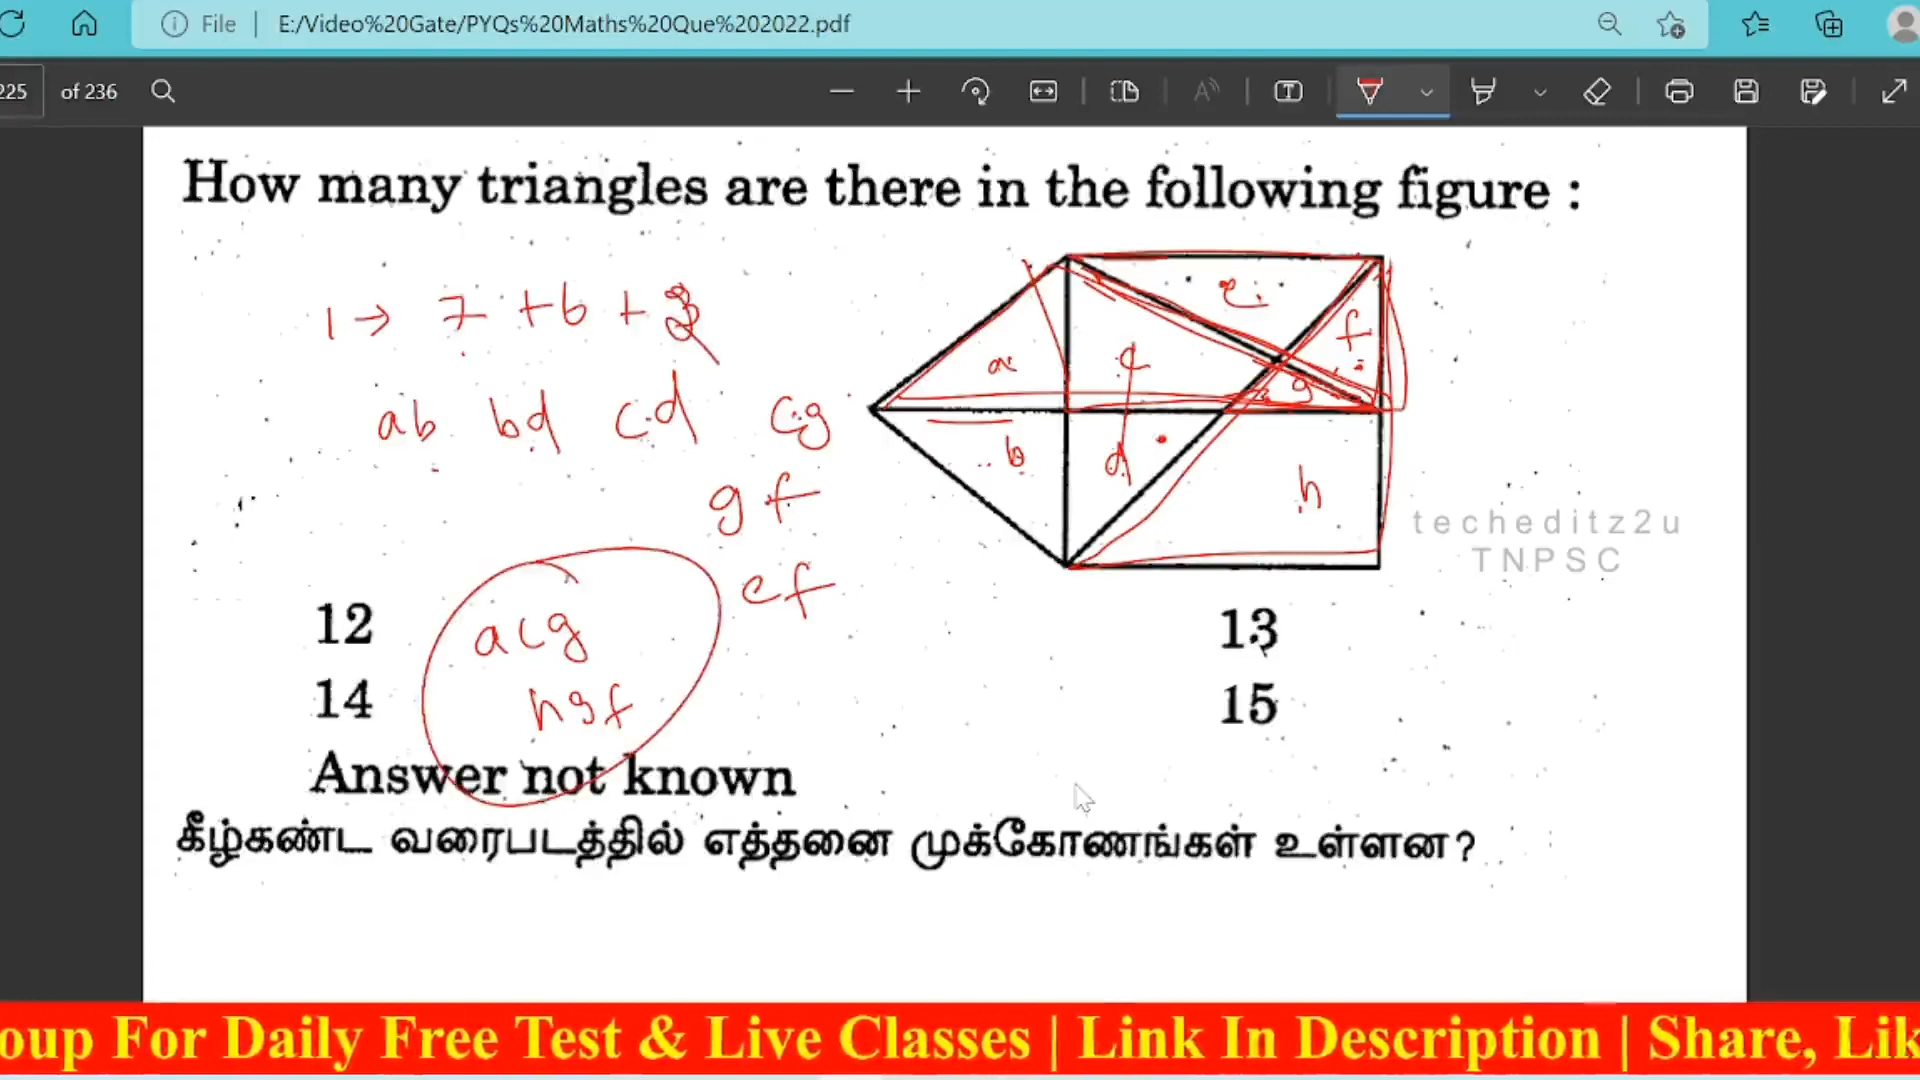 File | E:/Video%20Gate/PYQs%20Maths%20Que%202022.pdf
225 of 236
How many triangles are there in the following figure :
1 → 7 + 6 + 3
ab bd cd cg
gf
ef
acg
hgf
e
f
a c g
b d h
techeditz2u
TNPSC
12 13
14 15
Answer not known
கீழ்கண்ட வரைபடத்தில் எத்தனை முக்கோணங்கள் உள்ளன?
oup For Daily Free Test & Live Classes | Link In Description | Share, Lik